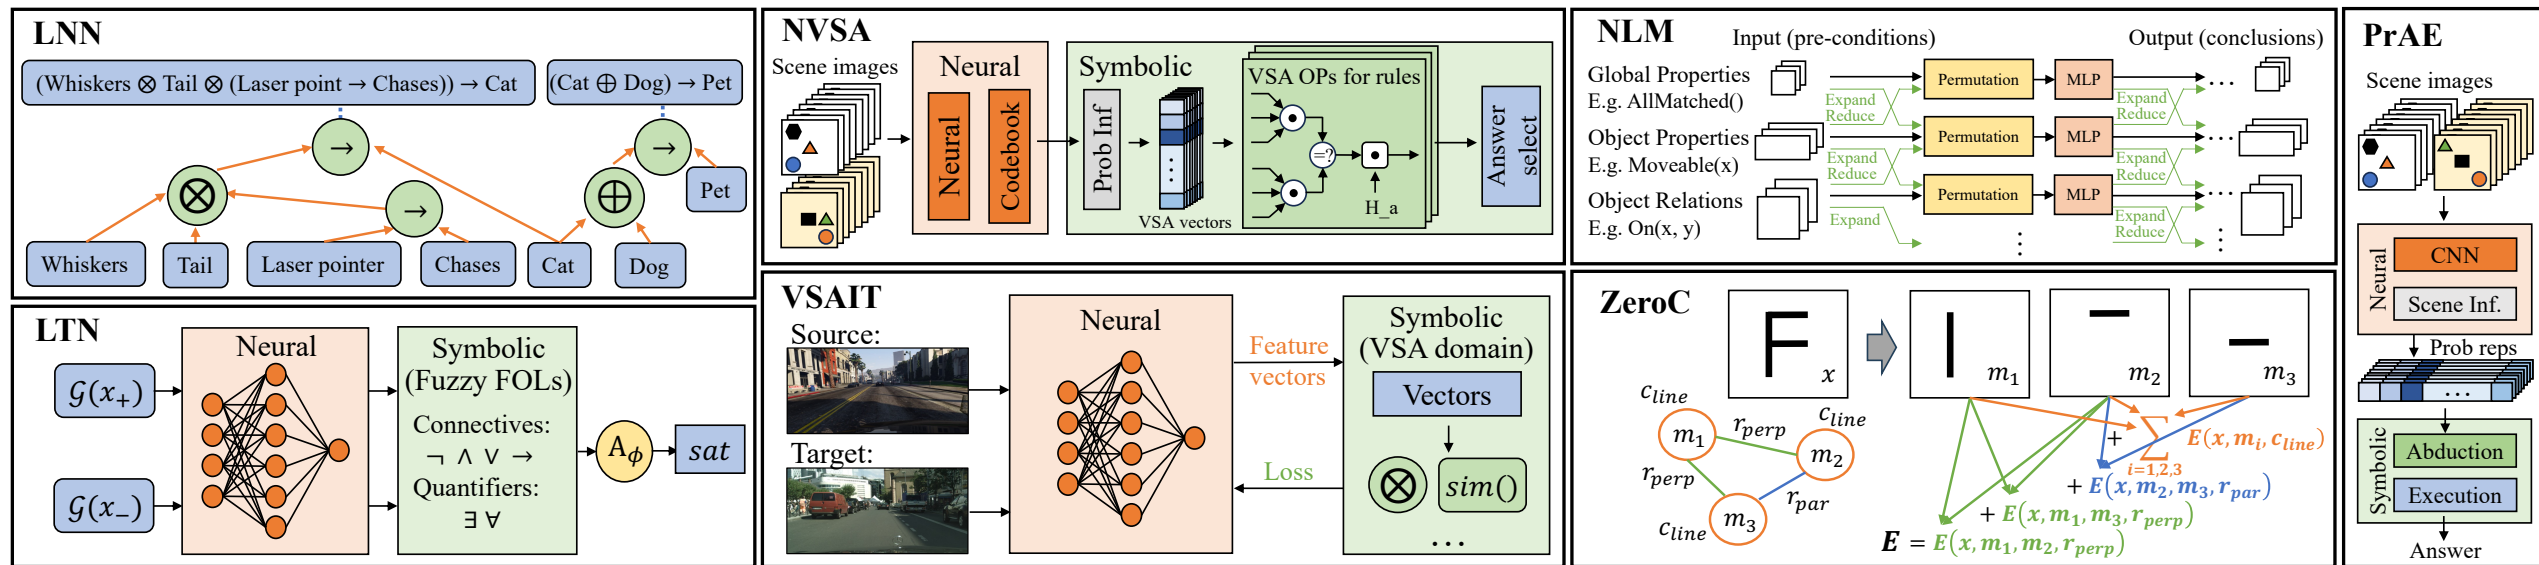 LNN
(Whiskers ⊗ Tail ⊗ (Laser point → Chases)) → Cat
(Cat ⊕ Dog) → Pet
→
→
⊗
→
⊕
Pet
Whiskers
Tail
Laser pointer
Chases
Cat
Dog
LTN
Neural
𝒢(x₊)
𝒢(x₋)
Symbolic
(Fuzzy FOLs)
Connectives:
¬ ∧ ∨ →
Quantifiers:
∃ ∀
A_ϕ
sat
NVSA
Scene images
Neural
Neural
Codebook
Symbolic
Prob Inf
⋮
VSA vectors
VSA OPs for rules
=?
H_a
Answer
select
VSAIT
Source:
Target:
Neural
Feature
vectors
Loss
Symbolic
(VSA domain)
Vectors
⊗
sim()
...
NLM
Input (pre-conditions)
Output (conclusions)
Global Properties
E.g. AllMatched()
Expand
Reduce
Permutation
MLP
Expand
Reduce
...
Object Properties
E.g. Moveable(x)
Expand
Reduce
Permutation
MLP
Expand
Reduce
...
Object Relations
E.g. On(x, y)
Expand
Permutation
MLP
Expand
Reduce
...
⋮
⋮
ZeroC
x
m₁
m₂
m₃
c_line
m₁
r_perp
c_line
m₂
r_perp
r_par
c_line
m₃
+ ∑ E(x, mᵢ, c_line)
i=1,2,3
+ E(x, m₂, m₃, r_par)
+ E(x, m₁, m₃, r_perp)
E = E(x, m₁, m₂, r_perp)
PrAE
Scene images
Neural
CNN
Scene Inf.
Prob reps
...
Symbolic
Abduction
Execution
Answer